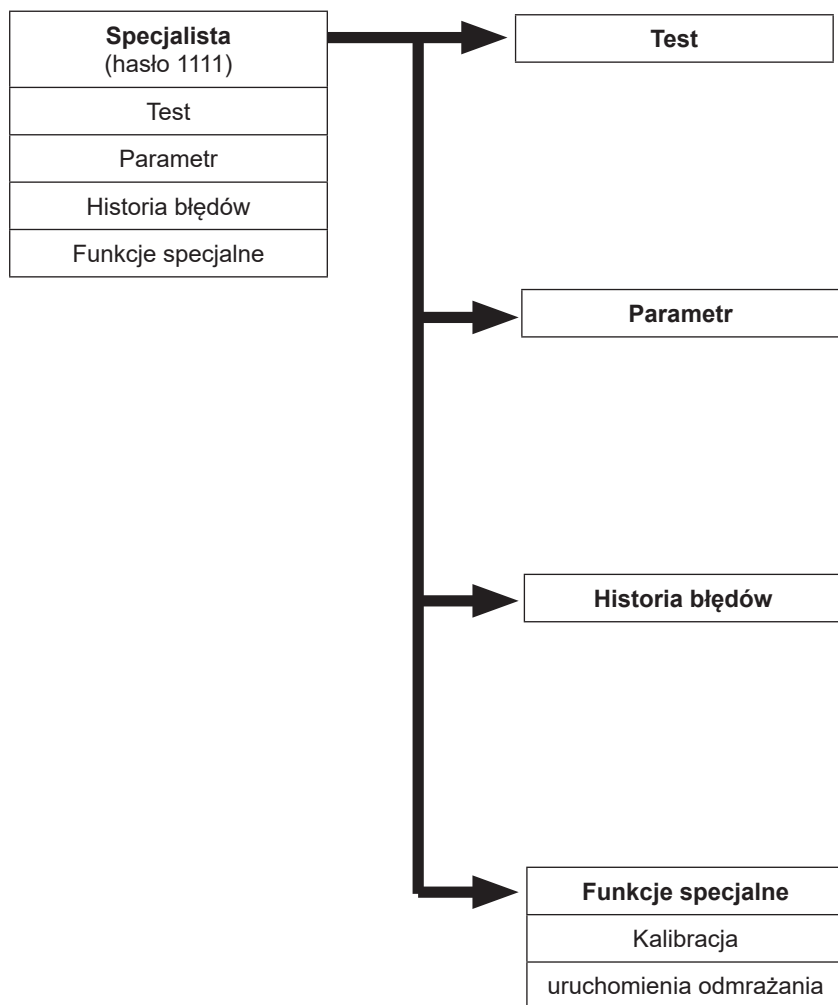 Specjalista
(hasło 1111)
Test
Parametr
Historia błędów
Funkcje specjalne
Test
Parametr
Historia błędów
Funkcje specjalne
Kalibracja
uruchomienia odmrażania